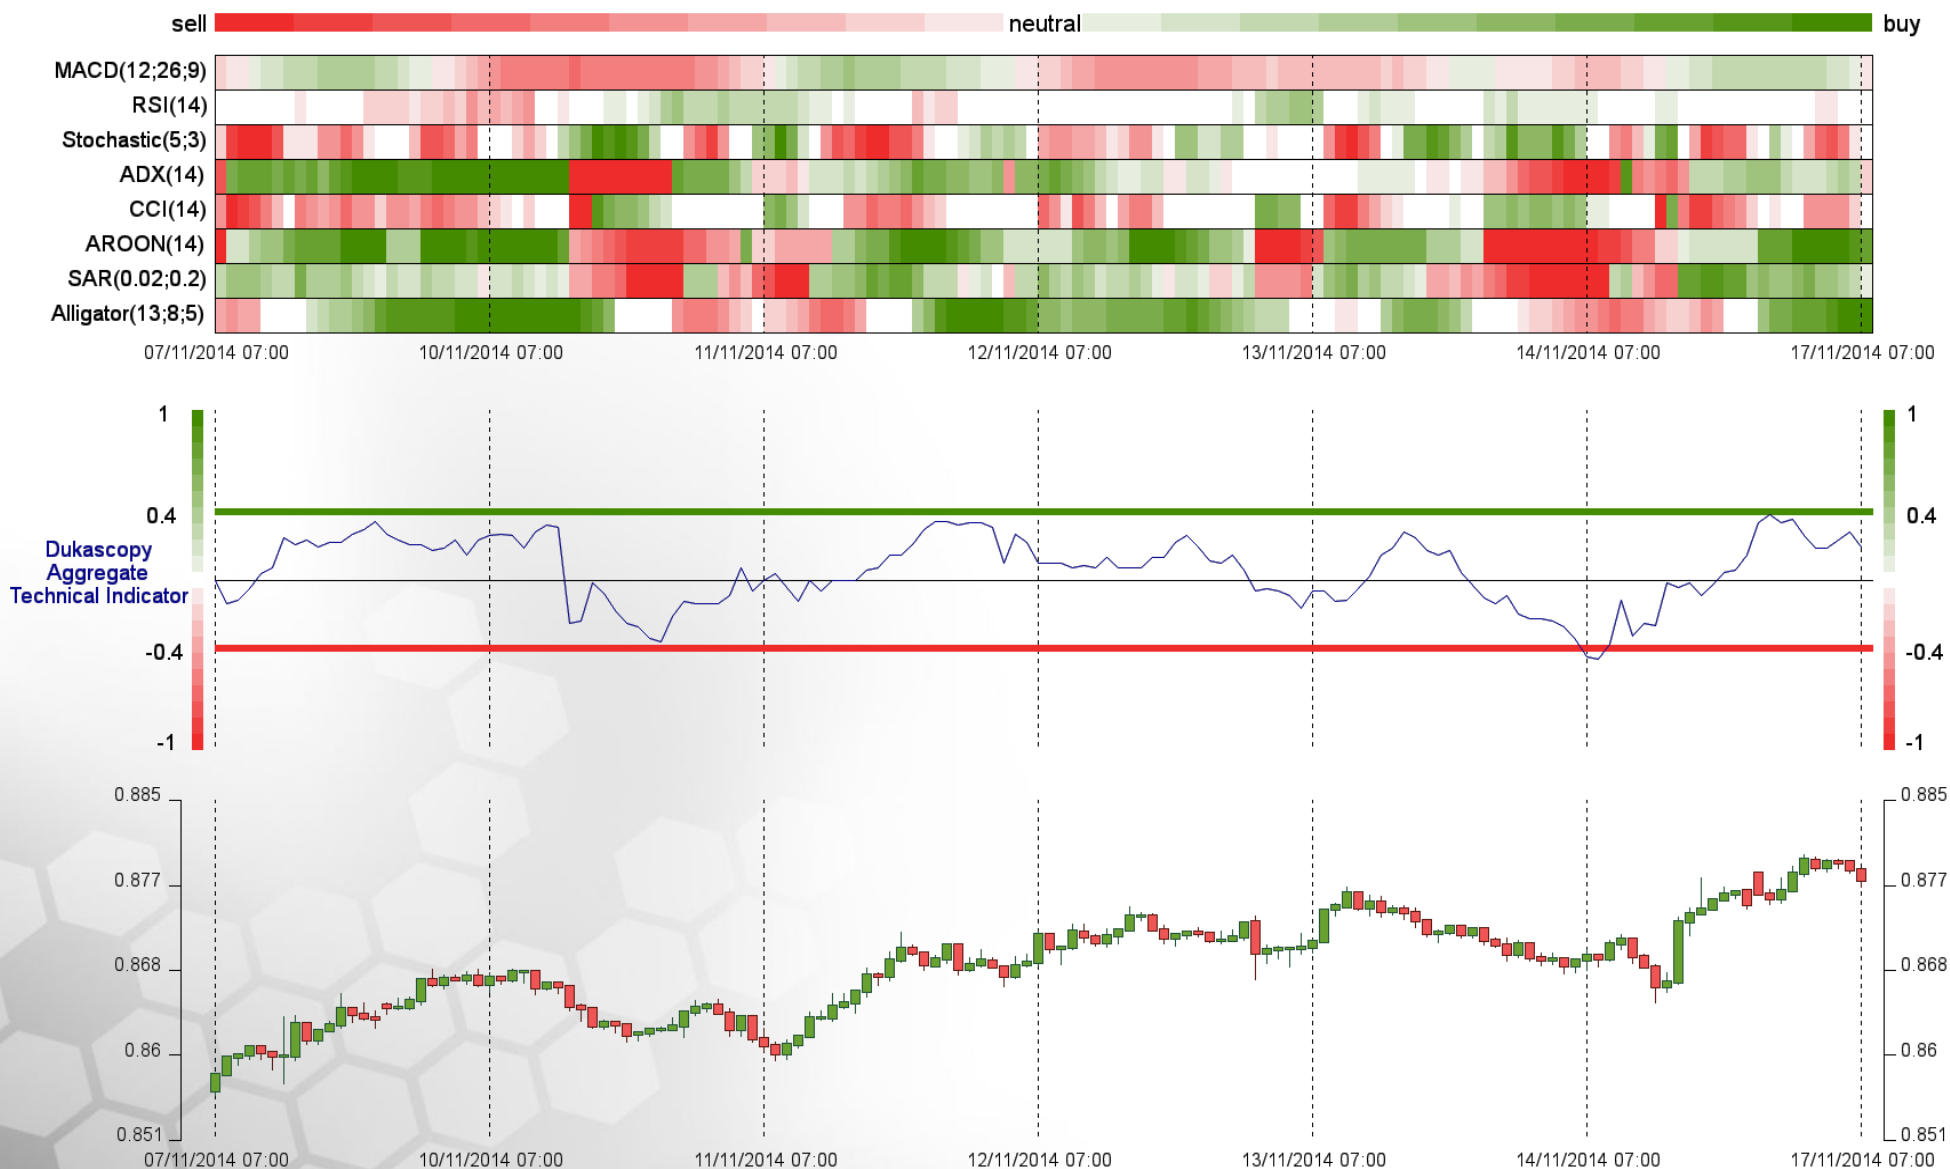 sell neutral buy
MACD(12;26;9)
RSI(14)
Stochastic(5;3)
ADX(14)
CCI(14)
AROON(14)
SAR(0.02;0.2)
Alligator(13;8;5)
07/11/2014 07:00 10/11/2014 07:00 11/11/2014 07:00 12/11/2014 07:00 13/11/2014 07:00 14/11/2014 07:00 17/11/2014 07:00
1 1
0.4 0.4
Dukascopy
Aggregate
Technical Indicator
-0.4 -0.4
-1 -1
0.885 0.885
0.877 0.877
0.868 0.868
0.86 0.86
0.851 0.851
07/11/2014 07:00 10/11/2014 07:00 11/11/2014 07:00 12/11/2014 07:00 13/11/2014 07:00 14/11/2014 07:00 17/11/2014 07:00